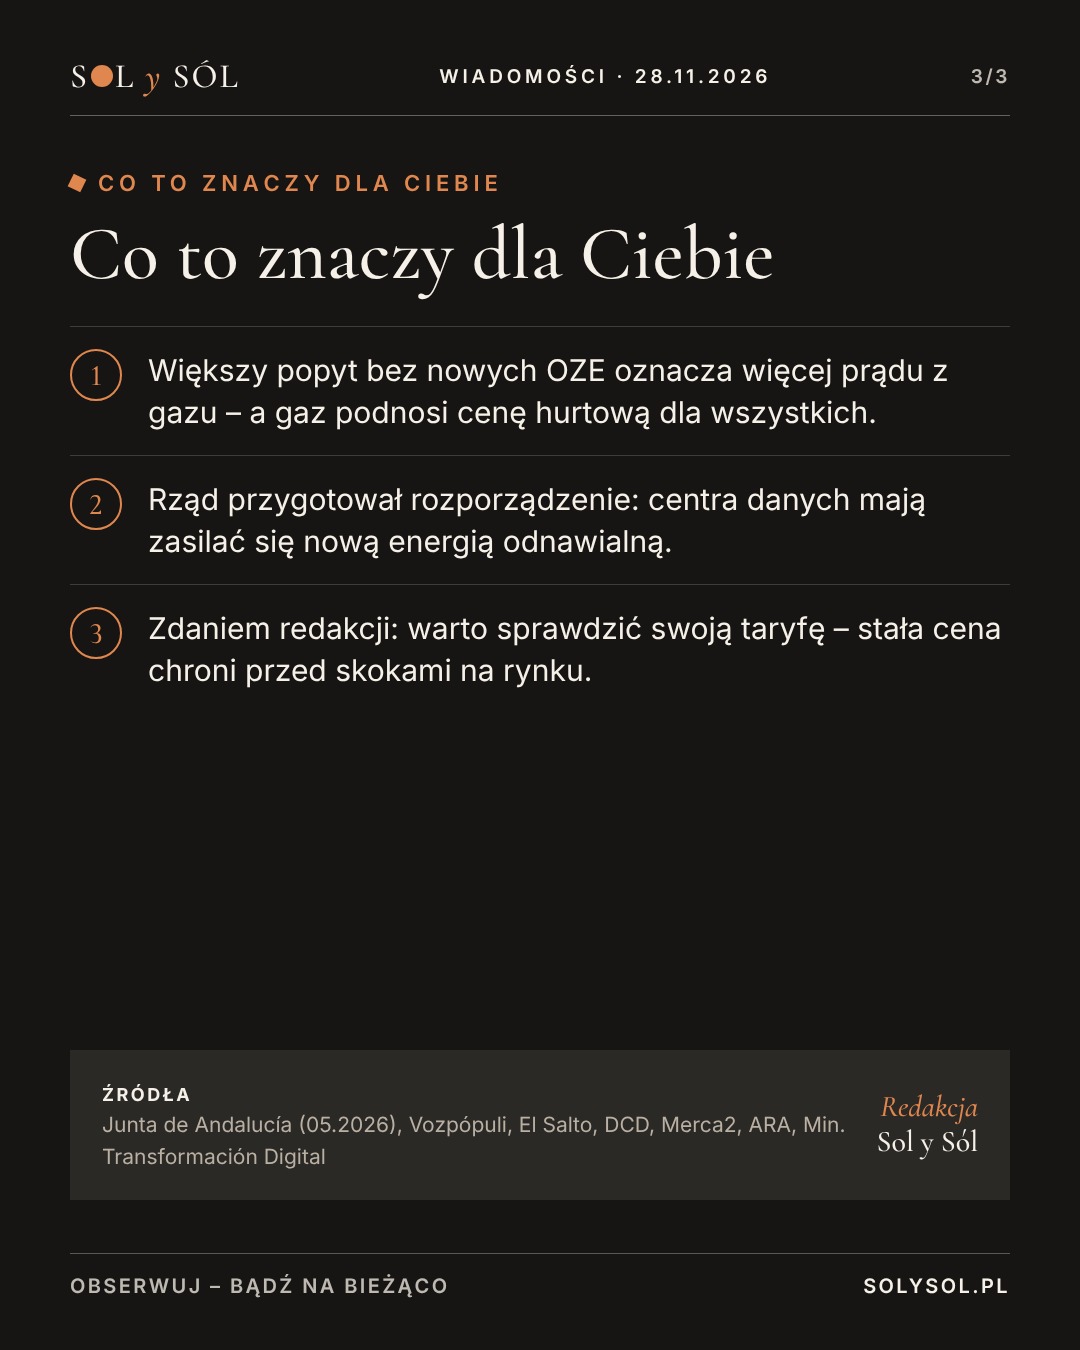 SOL y SÓL
WIADOMOŚCI · 28.11.2026
3/3
CO TO ZNACZY DLA CIEBIE
Co to znaczy dla Ciebie
1
Większy popyt bez nowych OZE oznacza więcej prądu z
gazu – a gaz podnosi cenę hurtową dla wszystkich.
2
Rząd przygotował rozporządzenie: centra danych mają
zasilać się nową energią odnawialną.
3
Zdaniem redakcji: warto sprawdzić swoją taryfę – stała cena
chroni przed skokami na rynku.
ŹRÓDŁA
Junta de Andalucía (05.2026), Vozpópuli, El Salto, DCD, Merca2, ARA, Min.
Transformación Digital
Redakcja
Sol y Sól
OBSERWUJ – BĄDŹ NA BIEŻĄCO
SOLYSOL.PL